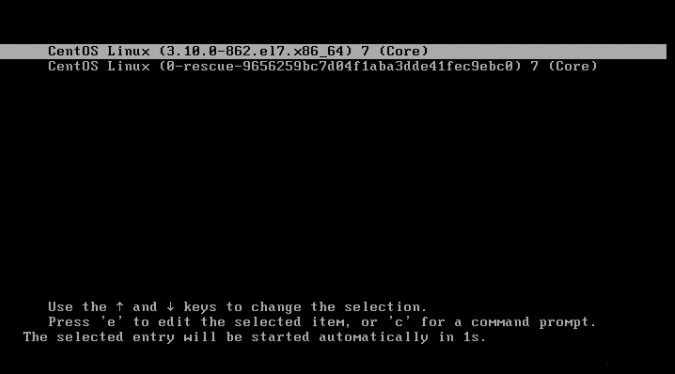 CentOS Linux (3.10.0-862.el7.x86_64) 7 (Core)
CentOS Linux (0-rescue-9656259bc7d04f1aba3dde41fec9ebc0) 7 (Core)
Use the ↑ and ↓ keys to change the selection.
Press 'e' to edit the selected item, or 'c' for a command prompt.
The selected entry will be started automatically in 1s.